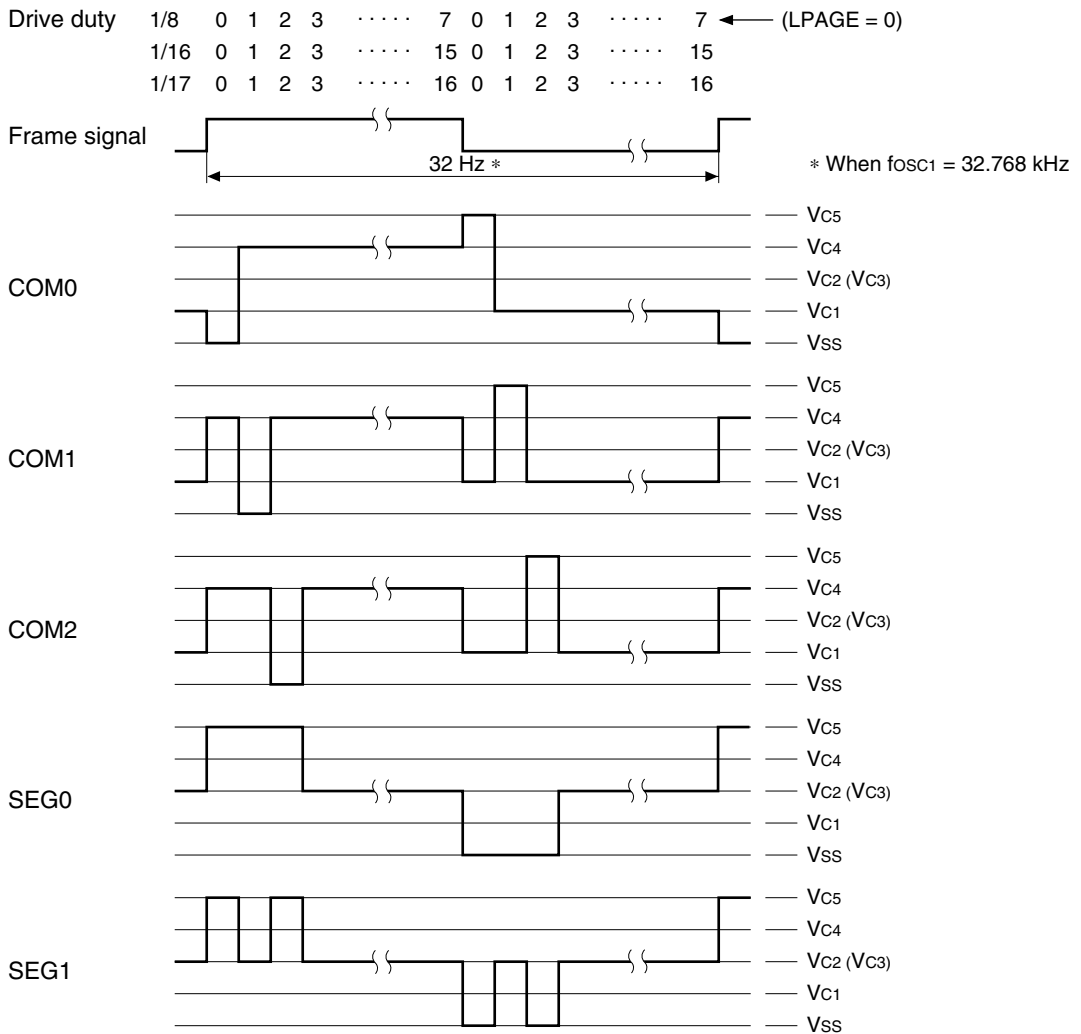 Drive duty 1/8 0 1 2 3 ····· 7 0 1 2 3 ····· 7 (LPAGE = 0)
1/16 0 1 2 3 ····· 15 0 1 2 3 ····· 15
1/17 0 1 2 3 ····· 16 0 1 2 3 ····· 16
Frame signal
32 Hz *
* When fOSC1 = 32.768 kHz
COM0
VC5
VC4
VC2 (VC3)
VC1
VSS
COM1
VC5
VC4
VC2 (VC3)
VC1
VSS
COM2
VC5
VC4
VC2 (VC3)
VC1
VSS
SEG0
VC5
VC4
VC2 (VC3)
VC1
VSS
SEG1
VC5
VC4
VC2 (VC3)
VC1
VSS